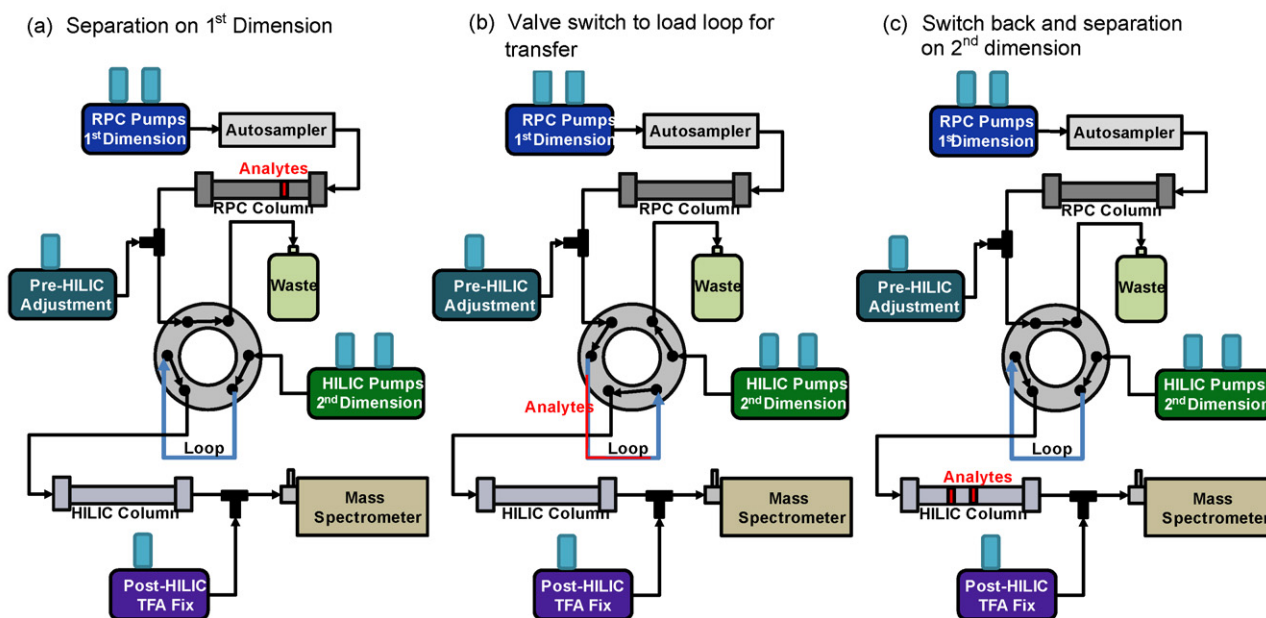 (a) Separation on 1st Dimension
RPC Pumps
1st Dimension
Autosampler
Analytes
RPC Column
Pre-HILIC
Adjustment
Waste
HILIC Pumps
2nd Dimension
Loop
HILIC Column
Mass
Spectrometer
Post-HILIC
TFA Fix
(b) Valve switch to load loop for
transfer
RPC Pumps
1st Dimension
Autosampler
RPC Column
Pre-HILIC
Adjustment
Waste
HILIC Pumps
2nd Dimension
Analytes
Loop
HILIC Column
Mass
Spectrometer
Post-HILIC
TFA Fix
(c) Switch back and separation
on 2nd dimension
RPC Pumps
1stDimension
Autosampler
RPC Column
Pre-HILIC
Adjustment
Waste
HILIC Pumps
2nd Dimension
Loop
Analytes
HILIC Column
Mass
Spectrometer
Post-HILIC
TFA Fix